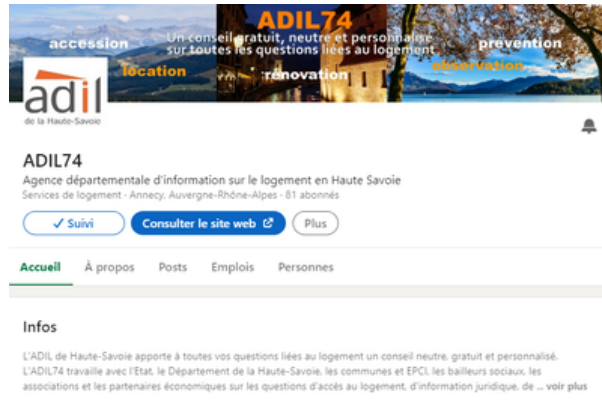 ADIL74
Un conseil gratuit, neutre et personnalisé
sur toutes les questions liées au logement
accession
prévention
location
observation
rénovation
adil
de la Haute-Savoie
ADIL74
Agence départementale d'information sur le logement en Haute Savoie
Services de logement · Annecy, Auvergne-Rhône-Alpes · 81 abonnés
✓ Suivi
Consulter le site web
Plus
Accueil
À propos
Posts
Emplois
Personnes
Infos
L'ADIL de Haute-Savoie apporte à toutes vos questions liées au logement un conseil neutre, gratuit et personnalisé.
L'ADIL74 travaille avec l'Etat, le Département de la Haute-Savoie, les communes et EPCI, les bailleurs sociaux, les
associations et les partenaires économiques sur les questions d'accès au logement, d'information juridique, de ... voir plus